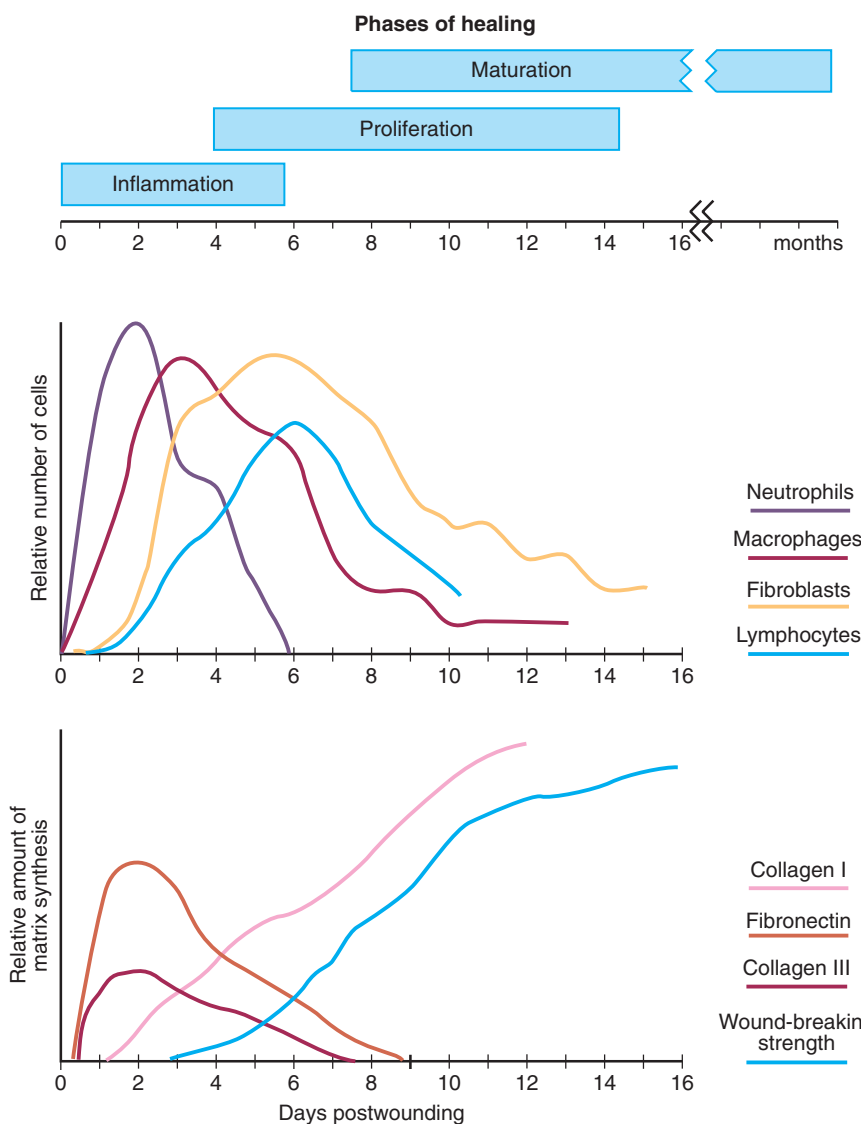 Phases of healing
Maturation
Proliferation
Inflammation
0 2 4 6 8 10 12 14 16 months
Relative number of cells
Neutrophils
Macrophages
Fibroblasts
Lymphocytes
0 2 4 6 8 10 12 14 16
Relative amount of
matrix synthesis
Collagen I
Fibronectin
Collagen III
Wound-breakin
strength
0 2 4 6 8 10 12 14 16
Days postwounding